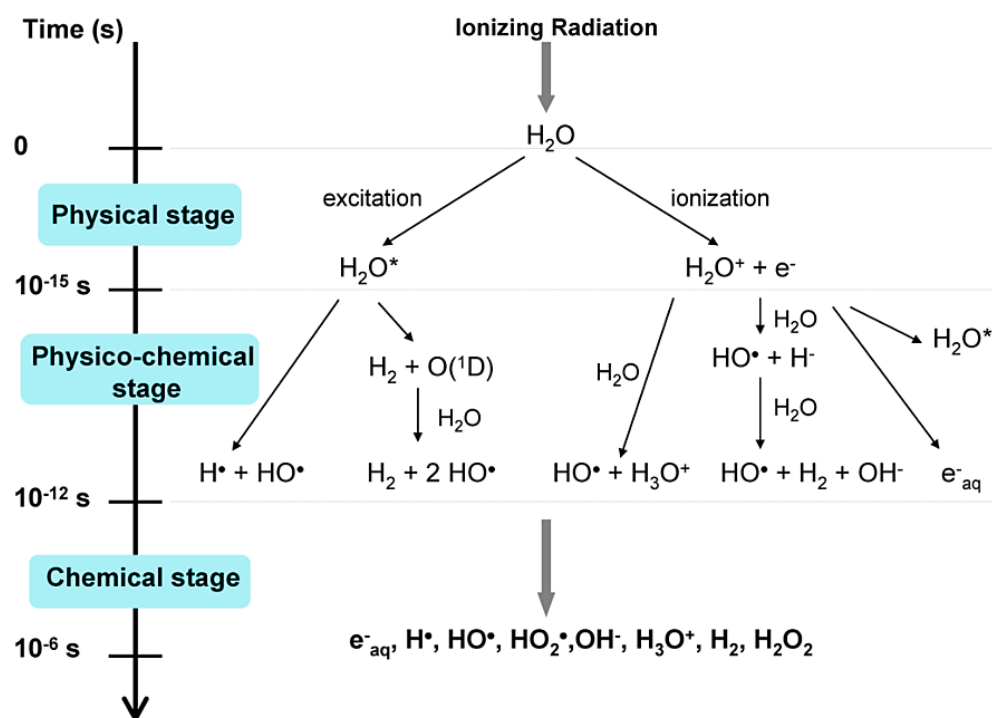 Time (s)
Ionizing Radiation
H₂O
0
excitation
ionization
Physical stage
H₂O*
H₂O⁺ + e⁻
10⁻¹⁵ s
H₂O
H₂O*
Physico-chemical
stage
H₂ + O(¹D)
H₂O
HO• + H⁻
H₂O
H₂O
H• + HO•
H₂ + 2 HO•
HO• + H₃O⁺
HO• + H₂ + OH⁻
e⁻aq
10⁻¹² s
Chemical stage
10⁻⁶ s
e⁻aq, H•, HO•, HO₂•,OH⁻, H₃O⁺, H₂, H₂O₂